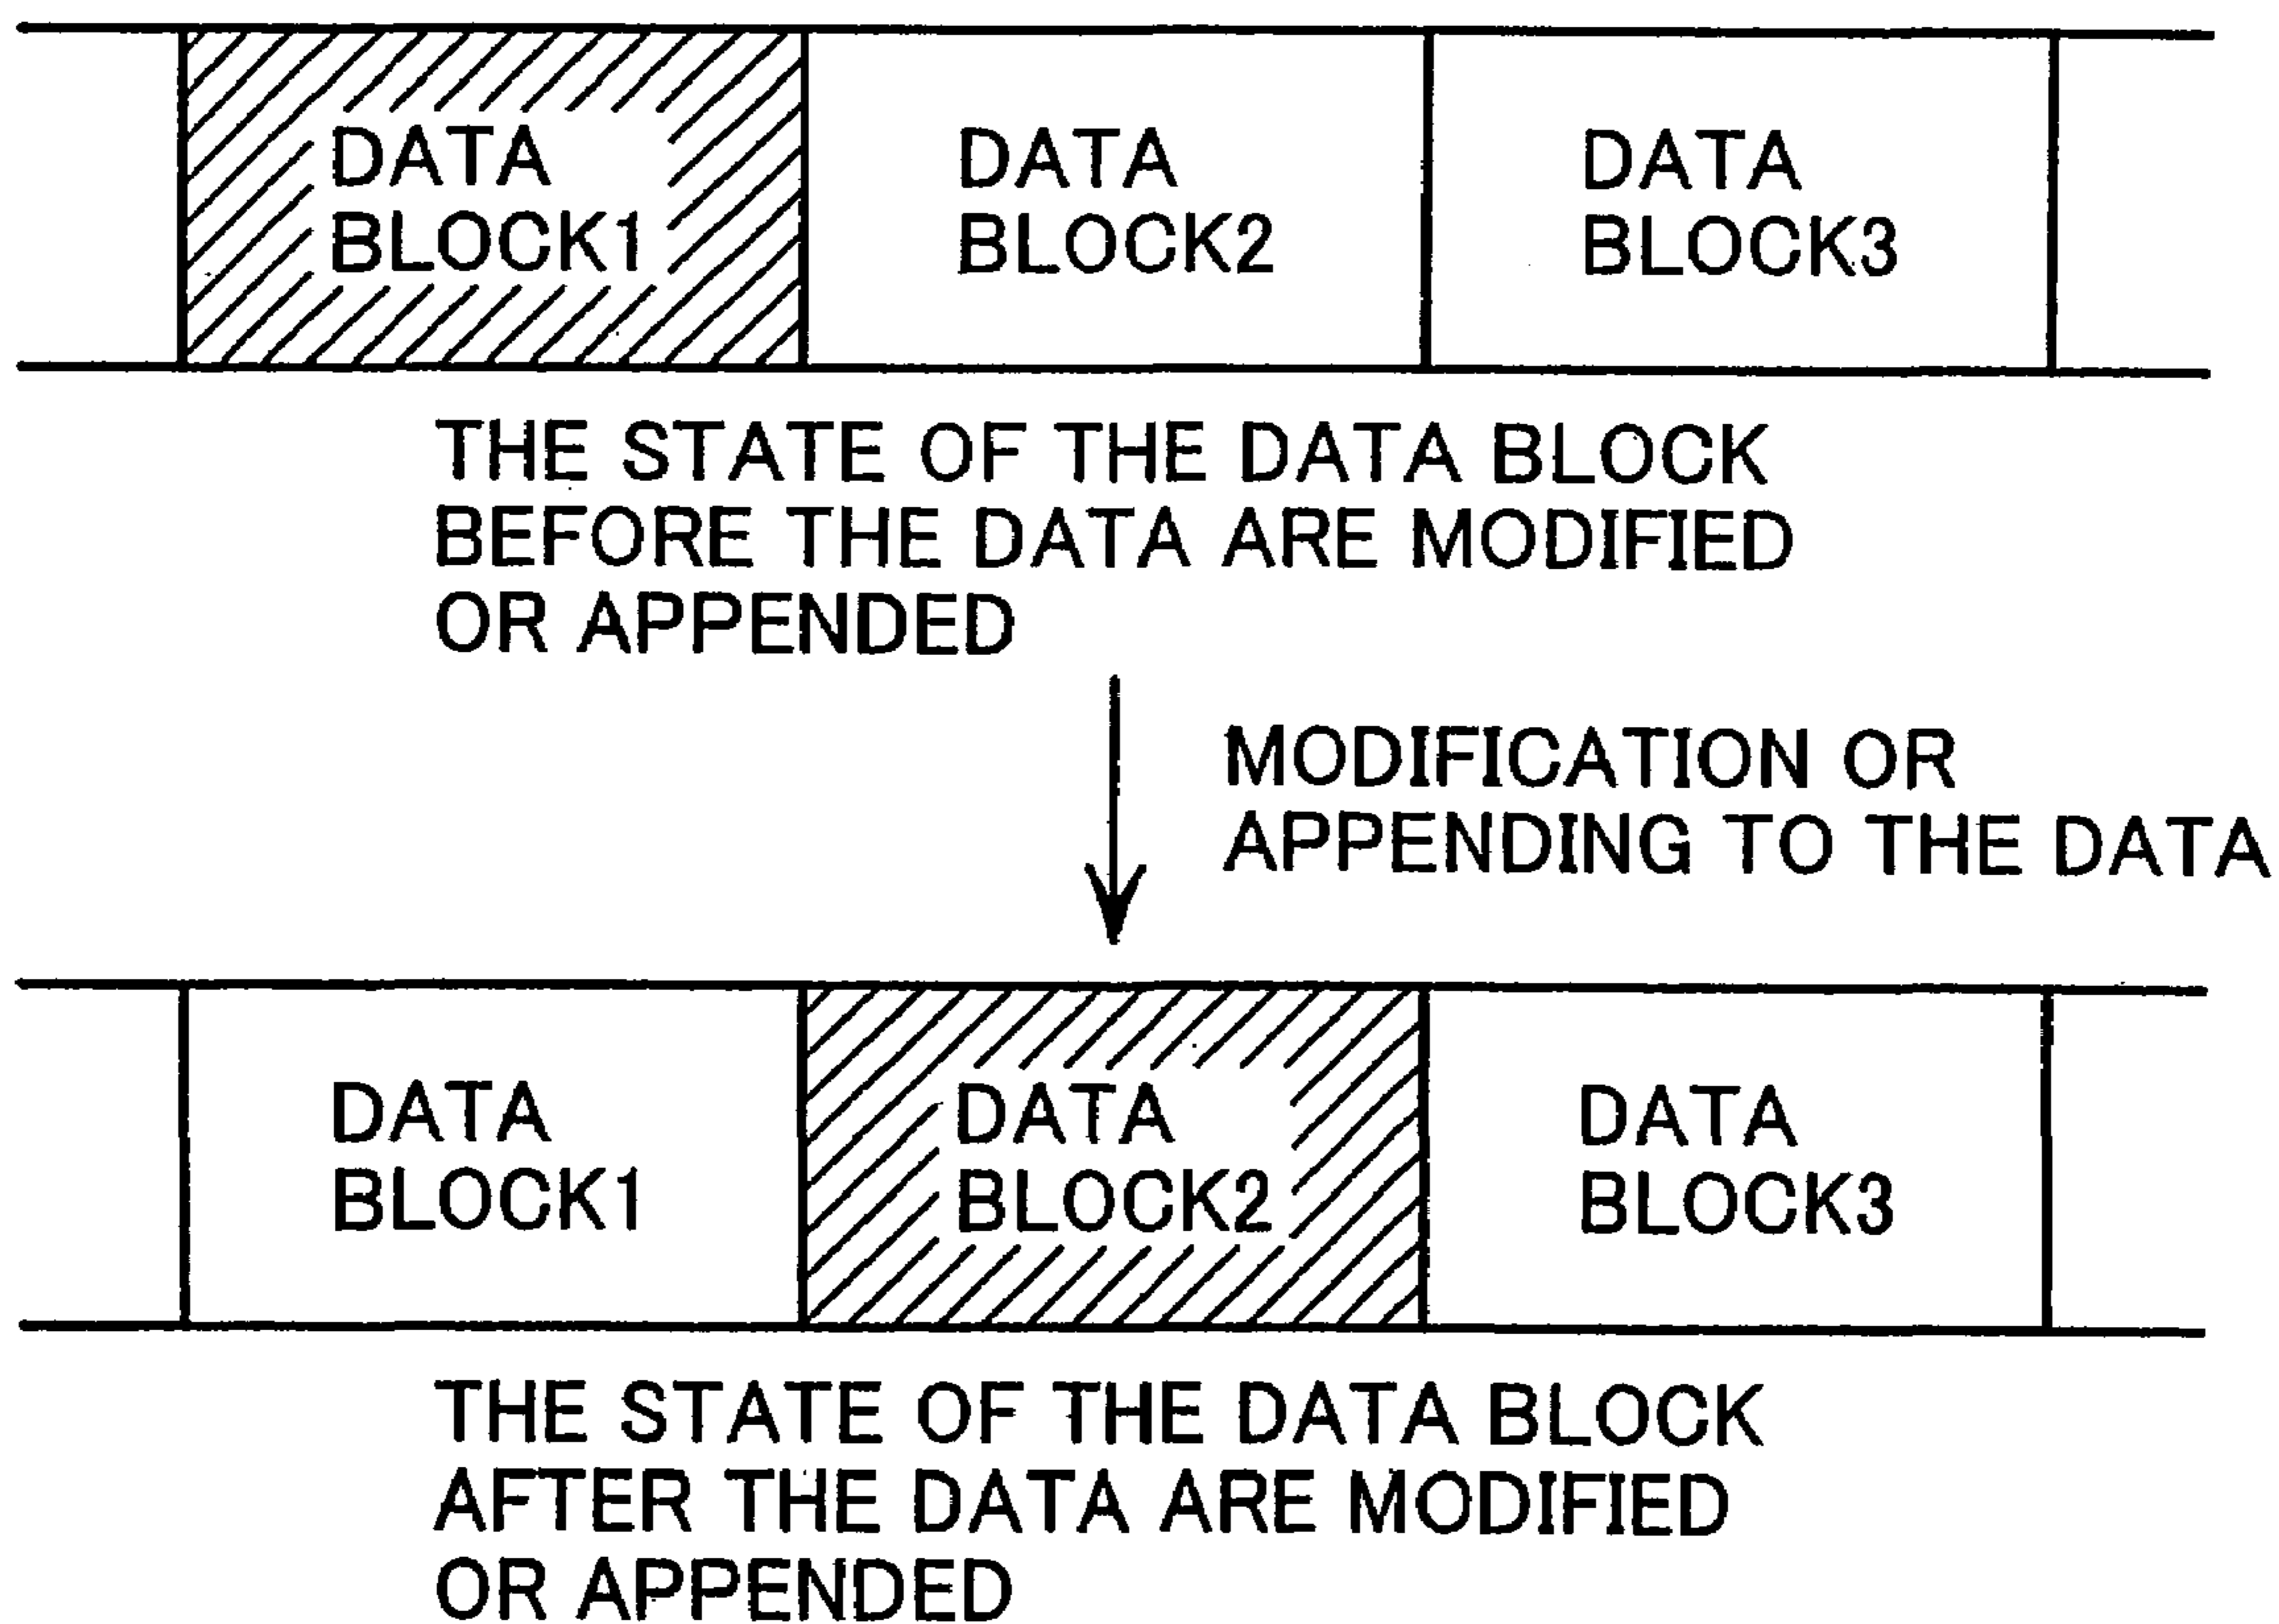 DATA
BLOCK1
DATA
BLOCK2
DATA
BLOCK3
THE STATE OF THE DATA BLOCK
BEFORE THE DATA ARE MODIFIED
OR APPENDED
MODIFICATION OR
APPENDING TO THE DATA
DATA
BLOCK1
DATA
BLOCK2
DATA
BLOCK3
THE STATE OF THE DATA BLOCK
AFTER THE DATA ARE MODIFIED
OR APPENDED